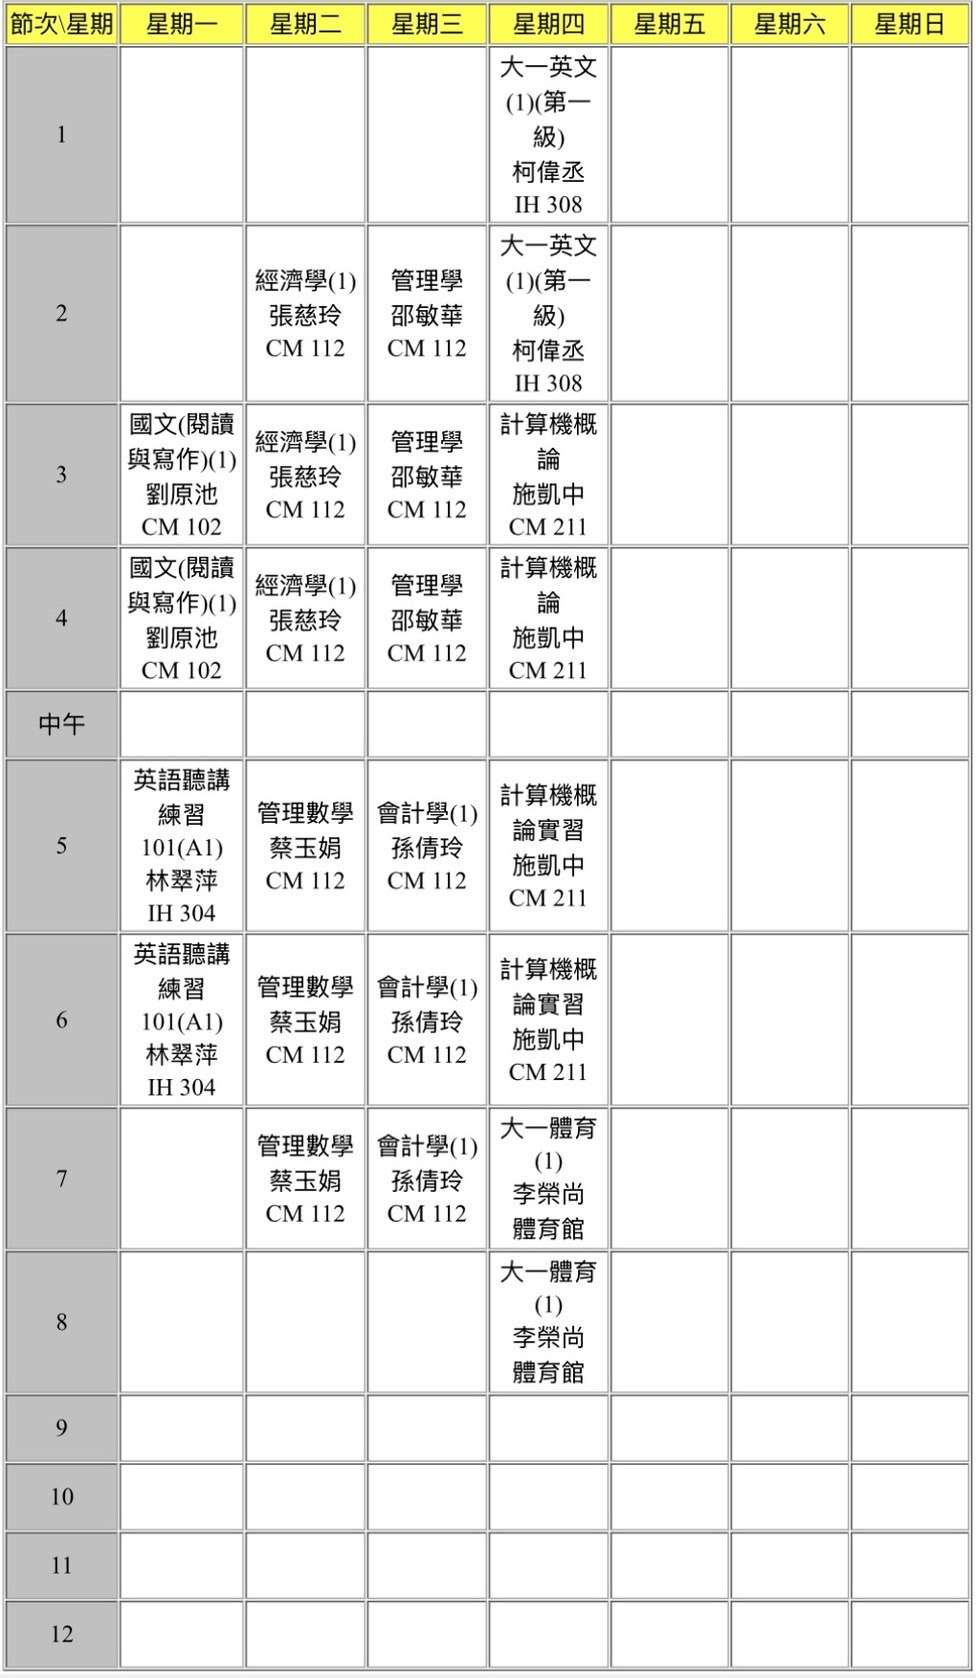 節次\星期 星期一 星期二 星期三 星期四 星期五 星期六 星期日
1
大一英文
(1)(第一
級)
柯偉丞
IH 308
2
經濟學(1)
張慈玲
CM 112
管理學
邵敏華
CM 112
大一英文
(1)(第一
級)
柯偉丞
IH 308
3
國文(閱讀
與寫作)(1)
劉原池
CM 102
經濟學(1)
張慈玲
CM 112
管理學
邵敏華
CM 112
計算機概
論
施凱中
CM 211
4
國文(閱讀
與寫作)(1)
劉原池
CM 102
經濟學(1)
張慈玲
CM 112
管理學
邵敏華
CM 112
計算機概
論
施凱中
CM 211
中午
5
英語聽講
練習
101(A1)
林翠萍
IH 304
管理數學
蔡玉娟
CM 112
會計學(1)
孫倩玲
CM 112
計算機概
論實習
施凱中
CM 211
6
英語聽講
練習
101(A1)
林翠萍
IH 304
管理數學
蔡玉娟
CM 112
會計學(1)
孫倩玲
CM 112
計算機概
論實習
施凱中
CM 211
7
管理數學
蔡玉娟
CM 112
會計學(1)
孫倩玲
CM 112
大一體育
(1)
李榮尚
體育館
8
大一體育
(1)
李榮尚
體育館
9
10
11
12